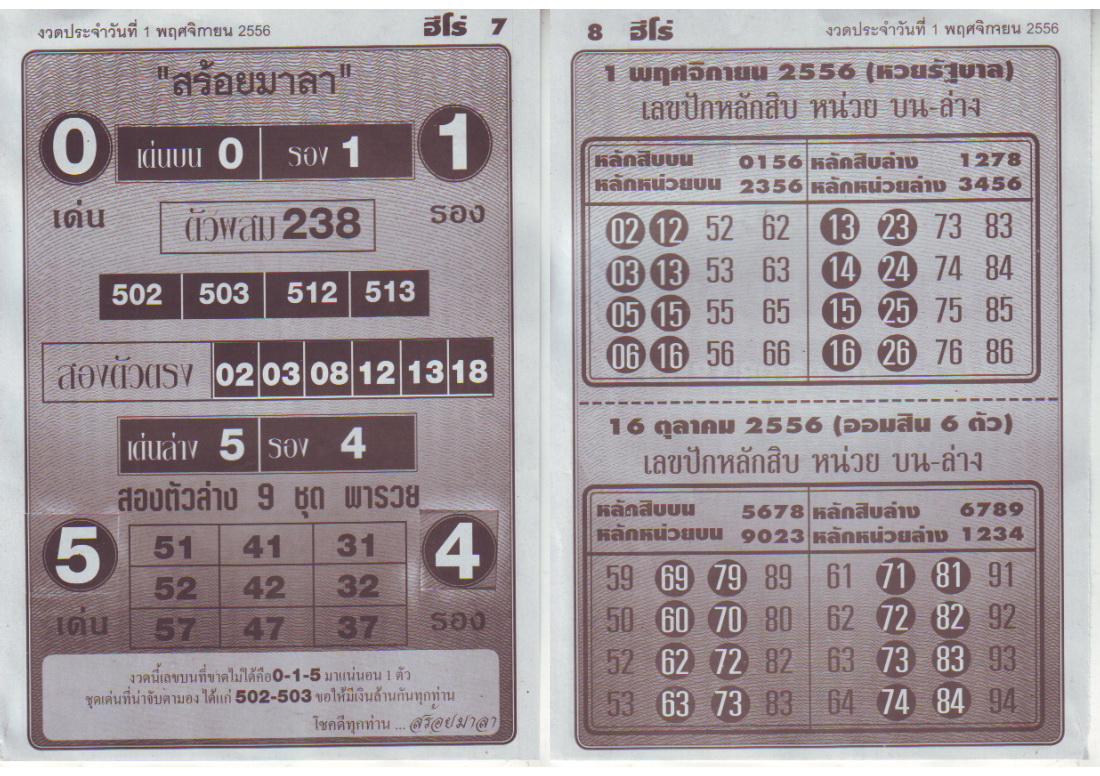 งวดประจำวันที่ 1 พฤศจิกายน 2556 ฮีโร่ 7
"สร้อยมาลา"
0 เด่นบน 0 รอง 1 1
เด่น รอง
ตัวผสม 238
502 503 512 513
สองตัวตรง 02 03 08 12 13 18
เด่นล่าง 5 รอง 4
สองตัวล่าง 9 ชุด พารวย
5 4
51 41 31
52 42 32
57 47 37
เด่น รอง
งวดนี้เลขบนที่ขาดไม่ได้คือ0-1-5 มาแน่นอน 1 ตัว
ชุดเด่นที่น่าจับตามอง ได้แก่ 502-503 ขอให้มีเงินล้านกันทุกท่าน
โชคดีทุกท่าน ... สร้อยมาลา
8 ฮีโร่ งวดประจำวันที่ 1 พฤศจิกายน 2556
1 พฤศจิกายน 2556 (หวยรัฐบาล)
เลขปักหลักสิบ หน่วย บน-ล่าง
หลักสิบบน 0156 หลักสิบล่าง 1278
หลักหน่วยบน 2356 หลักหน่วยล่าง 3456
02 12 52 62 13 23 73 83
03 13 53 63 14 24 74 84
05 15 55 65 15 25 75 85
06 16 56 66 16 26 76 86
16 ตุลาคม 2556 (ออมสิน 6 ตัว)
เลขปักหลักสิบ หน่วย บน-ล่าง
หลักสิบบน 5678 หลักสิบล่าง 6789
หลักหน่วยบน 9023 หลักหน่วยล่าง 1234
59 69 79 89 61 71 81 91
50 60 70 80 62 72 82 92
52 62 72 82 63 73 83 93
53 63 73 83 64 74 84 94